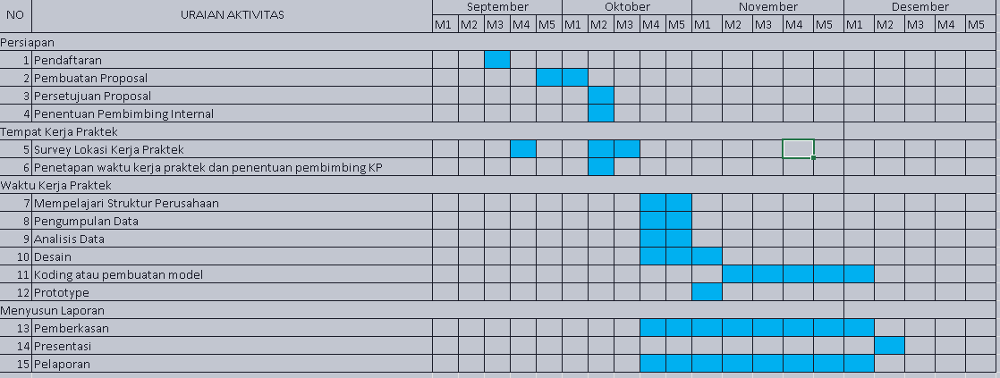 NO URAIAN AKTIVITAS September Oktober November Desember
M1 M2 M3 M4 M5 M1 M2 M3 M4 M5 M1 M2 M3 M4 M5 M1 M2 M3 M4 M5
Persiapan
1 Pendaftaran
2 Pembuatan Proposal
3 Persetujuan Proposal
4 Penentuan Pembimbing Internal
Tempat Kerja Praktek
5 Survey Lokasi Kerja Praktek
6 Penetapan waktu kerja praktek dan penentuan pembimbing KP
Waktu Kerja Praktek
7 Mempelajari Struktur Perusahaan
8 Pengumpulan Data
9 Analisis Data
10 Desain
11 Koding atau pembuatan model
12 Prototype
Menyusun Laporan
13 Pemberkasan
14 Presentasi
15 Pelaporan